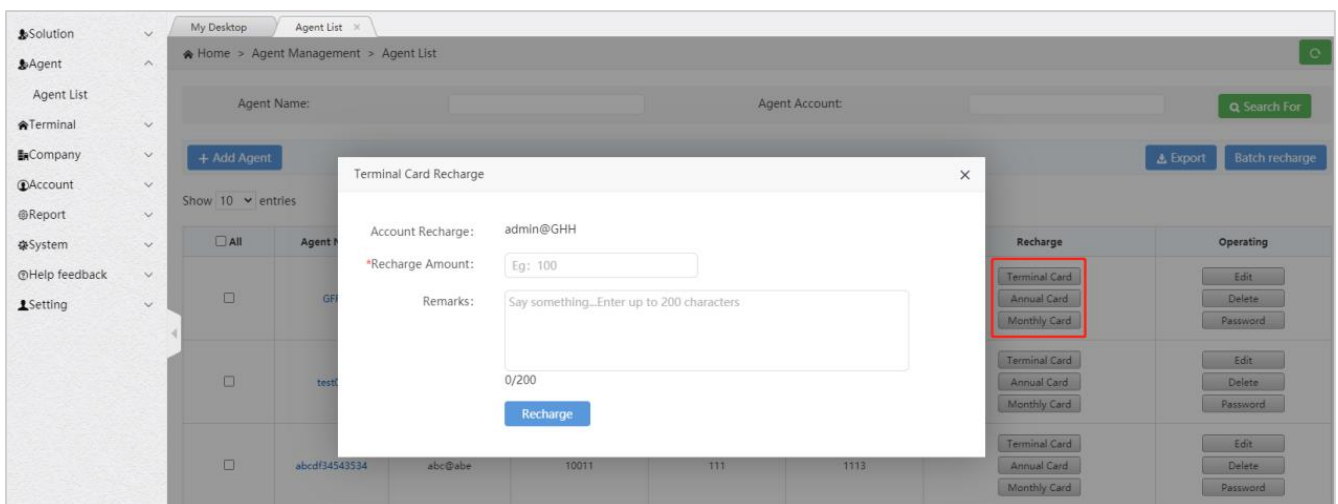 Solution
Agent
Agent List
Terminal
Company
Account
Report
System
Help feedback
Setting
My Desktop
Agent List ×
Home > Agent Management > Agent List
Agent Name:
Agent Account:
Search For
+ Add Agent
Export
Batch recharge
Show 10 entries
All
Agent
Recharge
Operating
Terminal Card Recharge ×
Account Recharge: admin@GHH
*Recharge Amount: Eg: 100
Remarks: Say something...Enter up to 200 characters
0/200
Recharge
Terminal Card
Annual Card
Monthly Card
Edit
Delete
Password
Terminal Card
Annual Card
Monthly Card
Edit
Delete
Password
abcdf34543534 abc@abe 10011 111 1113
Terminal Card
Annual Card
Monthly Card
Edit
Delete
Password